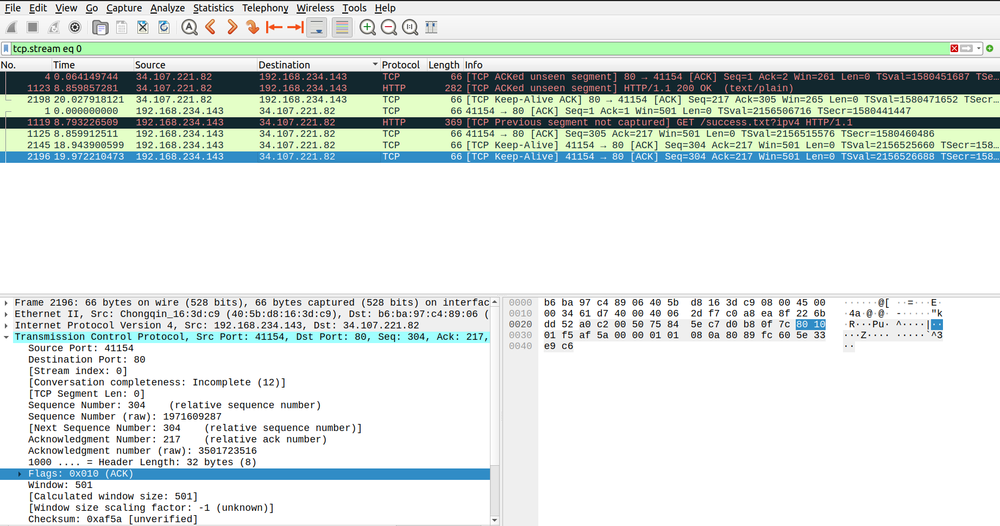 File Edit View Go Capture Analyze Statistics Telephony Wireless Tools Help
tcp.stream eq 0
No. Time Source Destination Protocol Length Info
4 0.064149744 34.107.221.82 192.168.234.143 TCP 66 [TCP ACKed unseen segment] 80 → 41154 [ACK] Seq=1 Ack=2 Win=261 Len=0 TSval=1580451687 TSe…
1123 8.859857281 34.107.221.82 192.168.234.143 HTTP 282 [TCP ACKed unseen segment] HTTP/1.1 200 OK (text/plain)
2198 20.027918121 34.107.221.82 192.168.234.143 TCP 66 [TCP Keep-Alive ACK] 80 → 41154 [ACK] Seq=217 Ack=305 Win=265 Len=0 TSval=1580471652 TSecr…
1 0.000000000 192.168.234.143 34.107.221.82 TCP 66 41154 → 80 [ACK] Seq=1 Ack=1 Win=501 Len=0 TSval=2156506716 TSecr=1580441447
1119 8.793226509 192.168.234.143 34.107.221.82 HTTP 369 [TCP Previous segment not captured] GET /success.txt?ipv4 HTTP/1.1
1125 8.859912511 192.168.234.143 34.107.221.82 TCP 66 41154 → 80 [ACK] Seq=305 Ack=217 Win=501 Len=0 TSval=2156515576 TSecr=1580460486
2145 18.943900599 192.168.234.143 34.107.221.82 TCP 66 [TCP Keep-Alive] 41154 → 80 [ACK] Seq=304 Ack=217 Win=501 Len=0 TSval=2156525660 TSecr=158…
2196 19.972210473 192.168.234.143 34.107.221.82 TCP 66 [TCP Keep-Alive] 41154 → 80 [ACK] Seq=304 Ack=217 Win=501 Len=0 TSval=2156526688 TSecr=158…
Frame 2196: 66 bytes on wire (528 bits), 66 bytes captured (528 bits) on interfac
Ethernet II, Src: Chongqin_16:3d:c9 (40:5b:d8:16:3d:c9), Dst: b6:ba:97:c4:89:06 (
Internet Protocol Version 4, Src: 192.168.234.143, Dst: 34.107.221.82
Transmission Control Protocol, Src Port: 41154, Dst Port: 80, Seq: 304, Ack: 217,
Source Port: 41154
Destination Port: 80
[Stream index: 0]
[Conversation completeness: Incomplete (12)]
[TCP Segment Len: 0]
Sequence Number: 304 (relative sequence number)
Sequence Number (raw): 1971609287
[Next Sequence Number: 304 (relative sequence number)]
Acknowledgment Number: 217 (relative ack number)
Acknowledgment number (raw): 3501723516
1000 .... = Header Length: 32 bytes (8)
Flags: 0x010 (ACK)
Window: 501
[Calculated window size: 501]
[Window size scaling factor: -1 (unknown)]
Checksum: 0xaf5a [unverified]
0000 b6 ba 97 c4 89 06 40 5b d8 16 3d c9 08 00 45 00 ······@[ ··=···E·
0010 00 34 61 d7 40 00 40 06 2d f7 c0 a8 ea 8f 22 6b ·4a·@·@· -·····"k
0020 dd 52 a0 c2 00 50 75 84 5e c7 d0 b8 0f 7c 80 10 ·R···Pu· ^····|··
0030 01 f5 af 5a 00 00 01 01 08 0a 80 89 fc 60 5e 33 ···Z···· ·····`^3
0040 e9 c6 ··